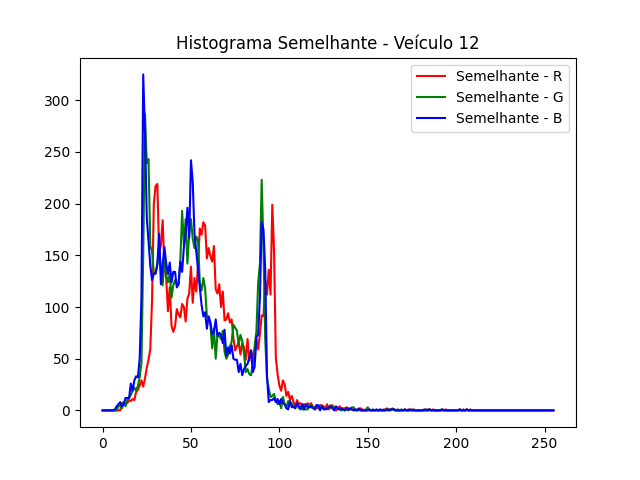 Histograma Semelhante - Veículo 12
Semelhante - R
Semelhante - G
Semelhante - B
300
250
200
150
100
50
0
0 50 100 150 200 250